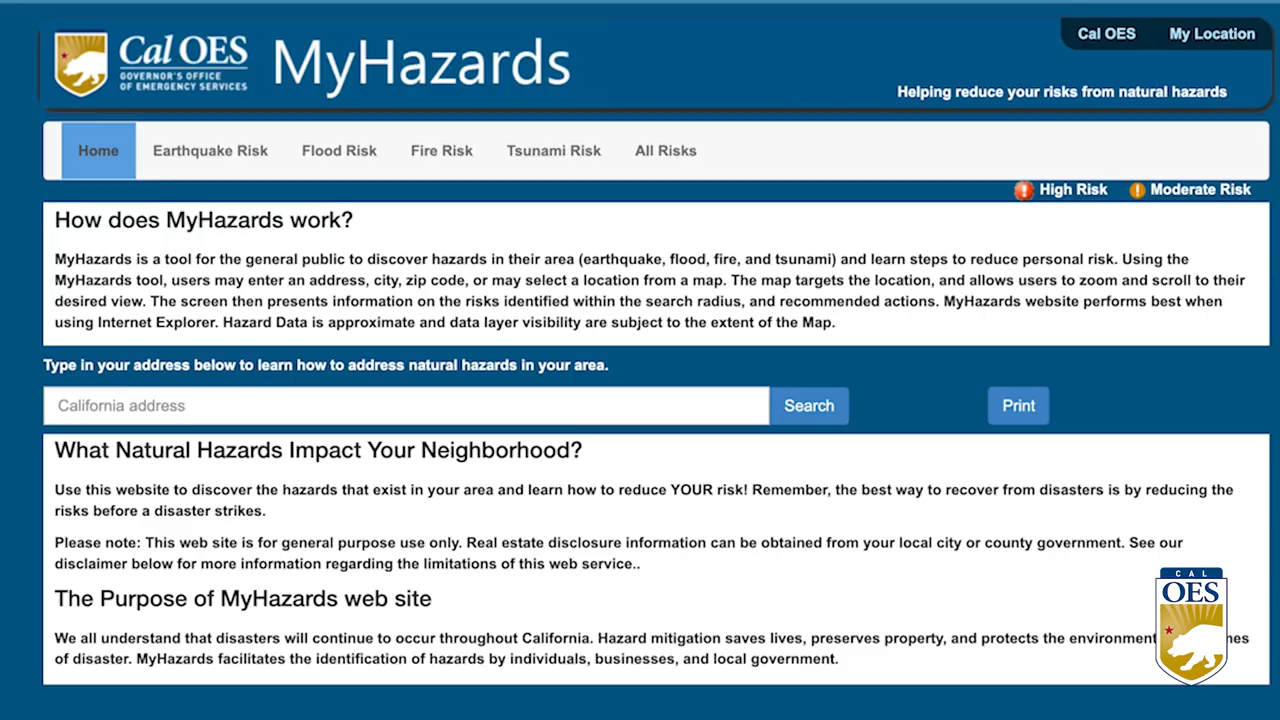 Cal OES
GOVERNOR'S OFFICE
OF EMERGENCY SERVICES
MyHazards
Cal OES My Location
Helping reduce your risks from natural hazards
Home Earthquake Risk Flood Risk Fire Risk Tsunami Risk All Risks
High Risk Moderate Risk
How does MyHazards work?
MyHazards is a tool for the general public to discover hazards in their area (earthquake, flood, fire, and tsunami) and learn steps to reduce personal risk. Using the
MyHazards tool, users may enter an address, city, zip code, or may select a location from a map. The map targets the location, and allows users to zoom and scroll to their
desired view. The screen then presents information on the risks identified within the search radius, and recommended actions. MyHazards website performs best when
using Internet Explorer. Hazard Data is approximate and data layer visibility are subject to the extent of the Map.
Type in your address below to learn how to address natural hazards in your area.
California address Search Print
What Natural Hazards Impact Your Neighborhood?
Use this website to discover the hazards that exist in your area and learn how to reduce YOUR risk! Remember, the best way to recover from disasters is by reducing the
risks before a disaster strikes.
Please note: This web site is for general purpose use only. Real estate disclosure information can be obtained from your local city or county government. See our
disclaimer below for more information regarding the limitations of this web service..
The Purpose of MyHazards web site
We all understand that disasters will continue to occur throughout California. Hazard mitigation saves lives, preserves property, and protects the environment
of disaster. MyHazards facilitates the identification of hazards by individuals, businesses, and local government.
CAL
OES